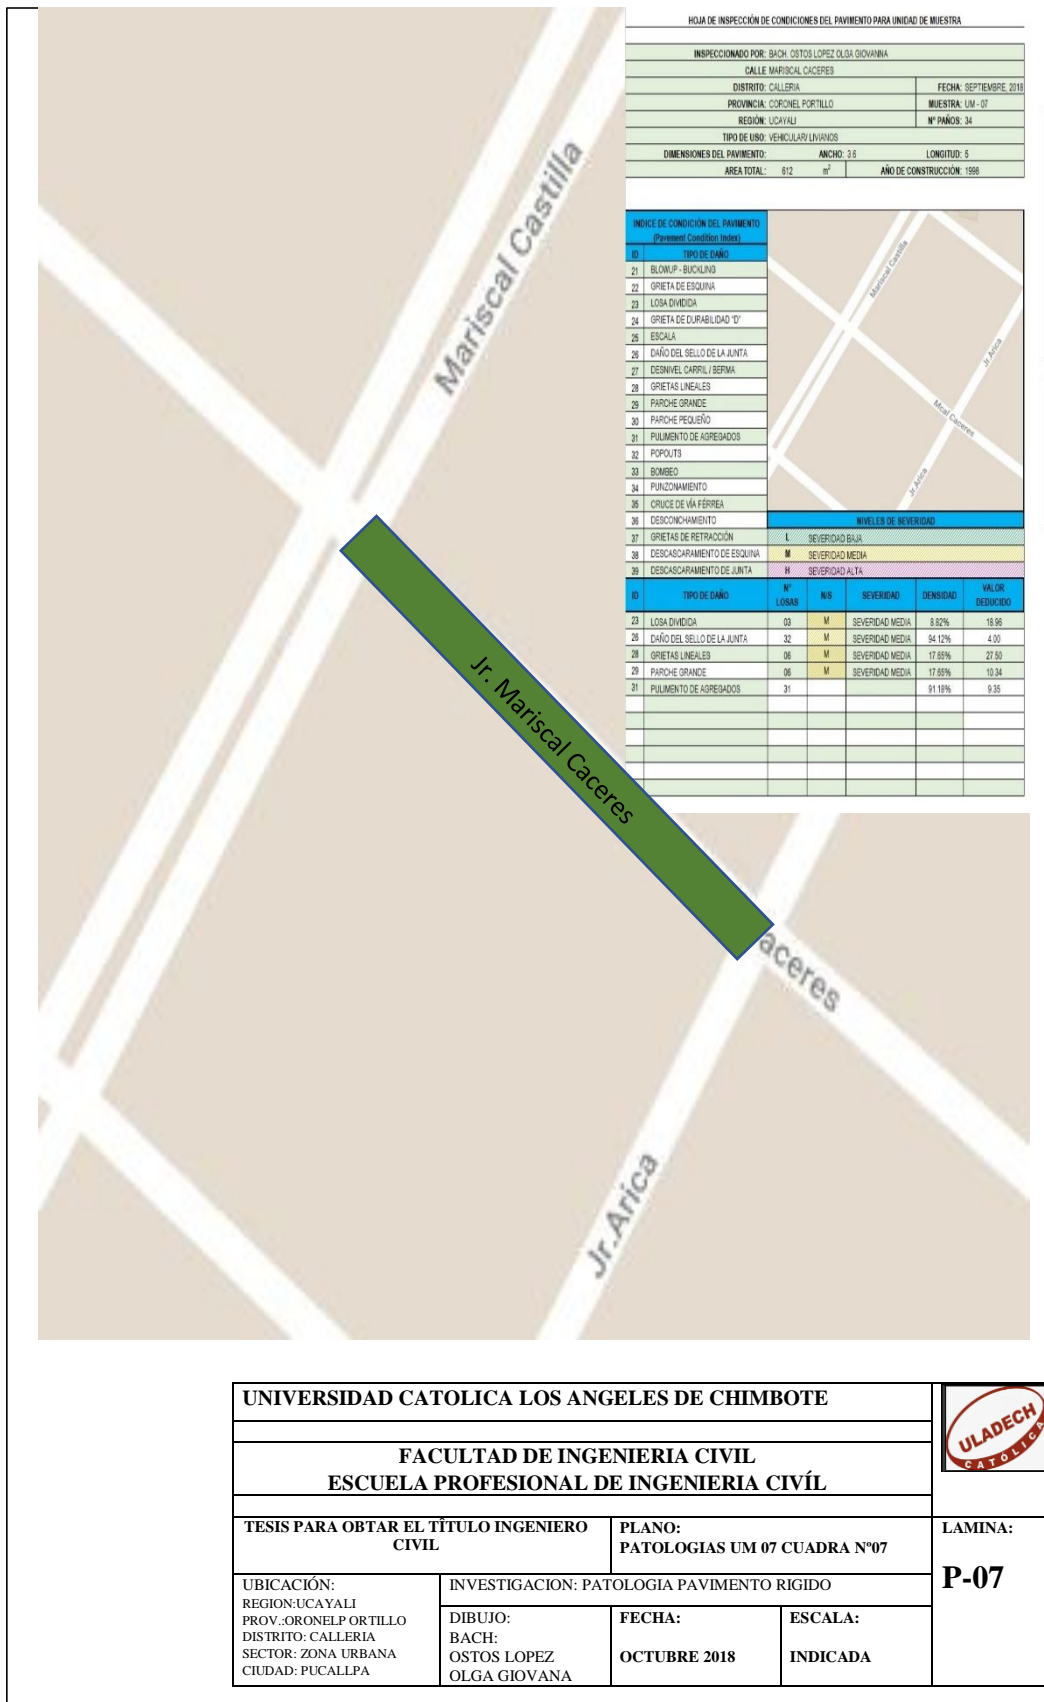 HOJA DE INSPECCIÓN DE CONDICIONES DEL PAVIMENTO PARA UNIDAD DE MUESTRA
INSPECCIONADO POR: BACH. OSTOS LOPEZ OLGA GIOVANNA
CALLE MARISCAL CACERES
DISTRITO: CALLERIA FECHA: SEPTIEMBRE, 2018
PROVINCIA: CORONEL PORTILLO MUESTRA: UM - 07
REGIÓN: UCAYALI Nº PAÑOS: 34
TIPO DE USO: VEHICULAR/ LIVIANOS
DIMENSIONES DEL PAVIMENTO: ANCHO: 3.6 LONGITUD: 5
AREA TOTAL: 612 m² AÑO DE CONSTRUCCIÓN: 1998
INDICE DE CONDICIÓN DEL PAVIMENTO
(Pavement Condition Index)
ID TIPO DE DAÑO
21 BLOWUP - BUCKLING
22 GRIETA DE ESQUINA
23 LOSA DIVIDIDA
24 GRIETA DE DURABILIDAD "D"
25 ESCALA
26 DAÑO DEL SELLO DE LA JUNTA
27 DESNIVEL CARRIL / BERMA
28 GRIETAS LINEALES
29 PARCHE GRANDE
30 PARCHE PEQUEÑO
31 PULIMENTO DE AGREGADOS
32 POPOUTS
33 BOMBEO
34 PUNZONAMIENTO
35 CRUCE DE VÍA FÉRREA
36 DESCONCHAMIENTO
37 GRIETAS DE RETRACCIÓN
38 DESCASCARAMIENTO DE ESQUINA
39 DESCASCARAMIENTO DE JUNTA
Mariscal Castilla
Jr. Arica
Mcal Caceres
Jr. Arica
NIVELES DE SEVERIDAD
L SEVERIDAD BAJA
M SEVERIDAD MEDIA
H SEVERIDAD ALTA
ID TIPO DE DAÑO N° LOSAS N/S SEVERIDAD DENSIDAD VALOR DEDUCIDO
23 LOSA DIVIDIDA 03 M SEVERIDAD MEDIA 8.82% 18.96
26 DAÑO DEL SELLO DE LA JUNTA 32 M SEVERIDAD MEDIA 94.12% 4.00
28 GRIETAS LINEALES 06 M SEVERIDAD MEDIA 17.65% 27.50
29 PARCHE GRANDE 06 M SEVERIDAD MEDIA 17.65% 10.34
31 PULIMENTO DE AGREGADOS 31 91.18% 9.35
Mariscal Castilla
Jr. Mariscal Caceres
aceres
Jr.Arica
UNIVERSIDAD CATOLICA LOS ANGELES DE CHIMBOTE
ULADECH
CATÓLICA
FACULTAD DE INGENIERIA CIVIL
ESCUELA PROFESIONAL DE INGENIERIA CIVÍL
TESIS PARA OBTAR EL TÎTULO INGENIERO
CIVIL
PLANO:
PATOLOGIAS UM 07 CUADRA Nº07
LAMINA:
P-07
UBICACIÓN:
REGION:UCAYALI
PROV.:ORONELP ORTILLO
DISTRITO: CALLERIA
SECTOR: ZONA URBANA
CIUDAD: PUCALLPA
INVESTIGACION: PATOLOGIA PAVIMENTO RIGIDO
DIBUJO:
BACH:
OSTOS LOPEZ
OLGA GIOVANA
FECHA:
OCTUBRE 2018
ESCALA:
INDICADA